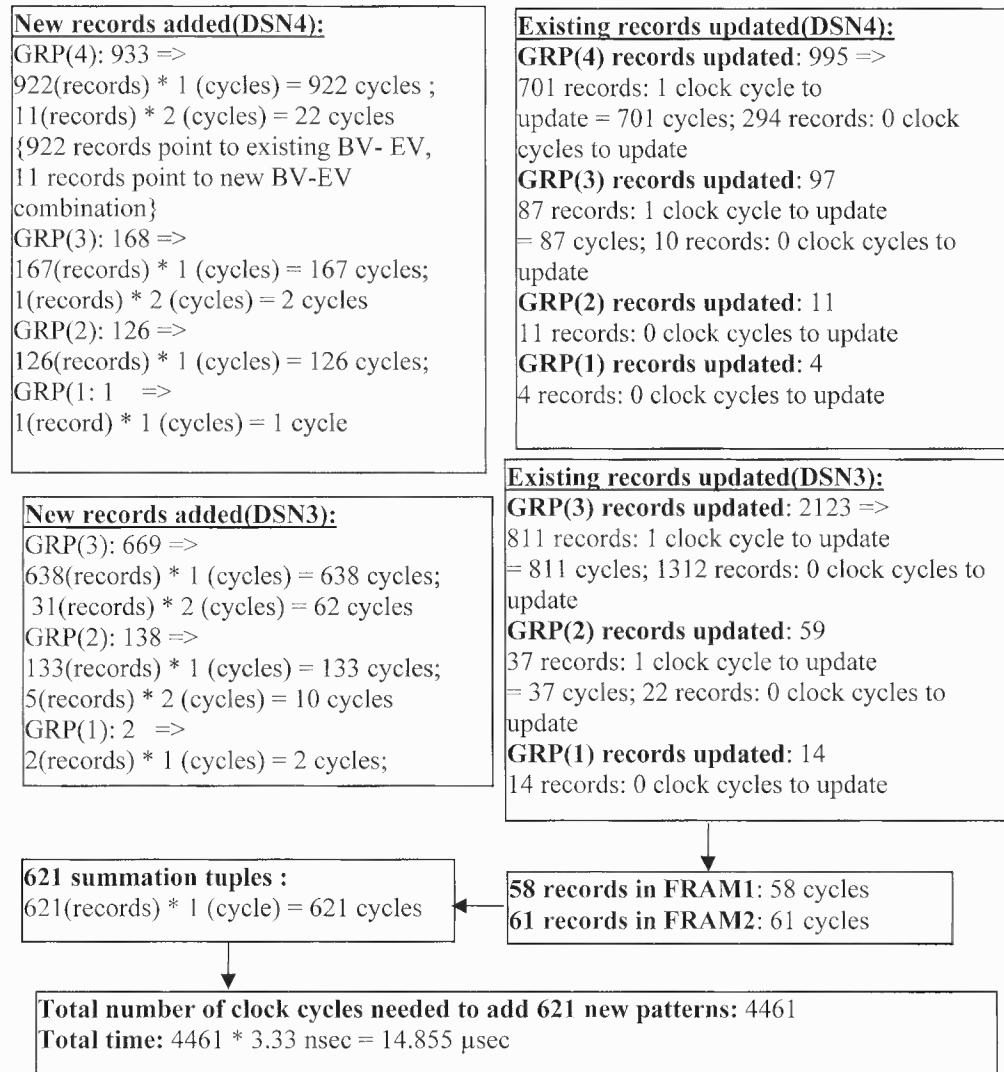 New records added(DSN4):
GRP(4): 933 =>
922(records) * 1 (cycles) = 922 cycles ;
11(records) * 2 (cycles) = 22 cycles
{922 records point to existing BV- EV,
11 records point to new BV-EV
combination}
GRP(3): 168 =>
167(records) * 1 (cycles) = 167 cycles;
1(records) * 2 (cycles) = 2 cycles
GRP(2): 126 =>
126(records) * 1 (cycles) = 126 cycles;
GRP(1: 1 =>
1(record) * 1 (cycles) = 1 cycle
Existing records updated(DSN4):
GRP(4) records updated: 995 =>
701 records: 1 clock cycle to
update = 701 cycles; 294 records: 0 clock
cycles to update
GRP(3) records updated: 97
87 records: 1 clock cycle to update
= 87 cycles; 10 records: 0 clock cycles to
update
GRP(2) records updated: 11
11 records: 0 clock cycles to update
GRP(1) records updated: 4
4 records: 0 clock cycles to update
New records added(DSN3):
GRP(3): 669 =>
638(records) * 1 (cycles) = 638 cycles;
31(records) * 2 (cycles) = 62 cycles
GRP(2): 138 =>
133(records) * 1 (cycles) = 133 cycles;
5(records) * 2 (cycles) = 10 cycles
GRP(1): 2 =>
2(records) * 1 (cycles) = 2 cycles;
Existing records updated(DSN3):
GRP(3) records updated: 2123 =>
811 records: 1 clock cycle to update
= 811 cycles; 1312 records: 0 clock cycles to
update
GRP(2) records updated: 59
37 records: 1 clock cycle to update
= 37 cycles; 22 records: 0 clock cycles to
update
GRP(1) records updated: 14
14 records: 0 clock cycles to update
621 summation tuples :
621(records) * 1 (cycle) = 621 cycles
58 records in FRAM1: 58 cycles
61 records in FRAM2: 61 cycles
Total number of clock cycles needed to add 621 new patterns: 4461
Total time: 4461 * 3.33 nsec = 14.855 μsec